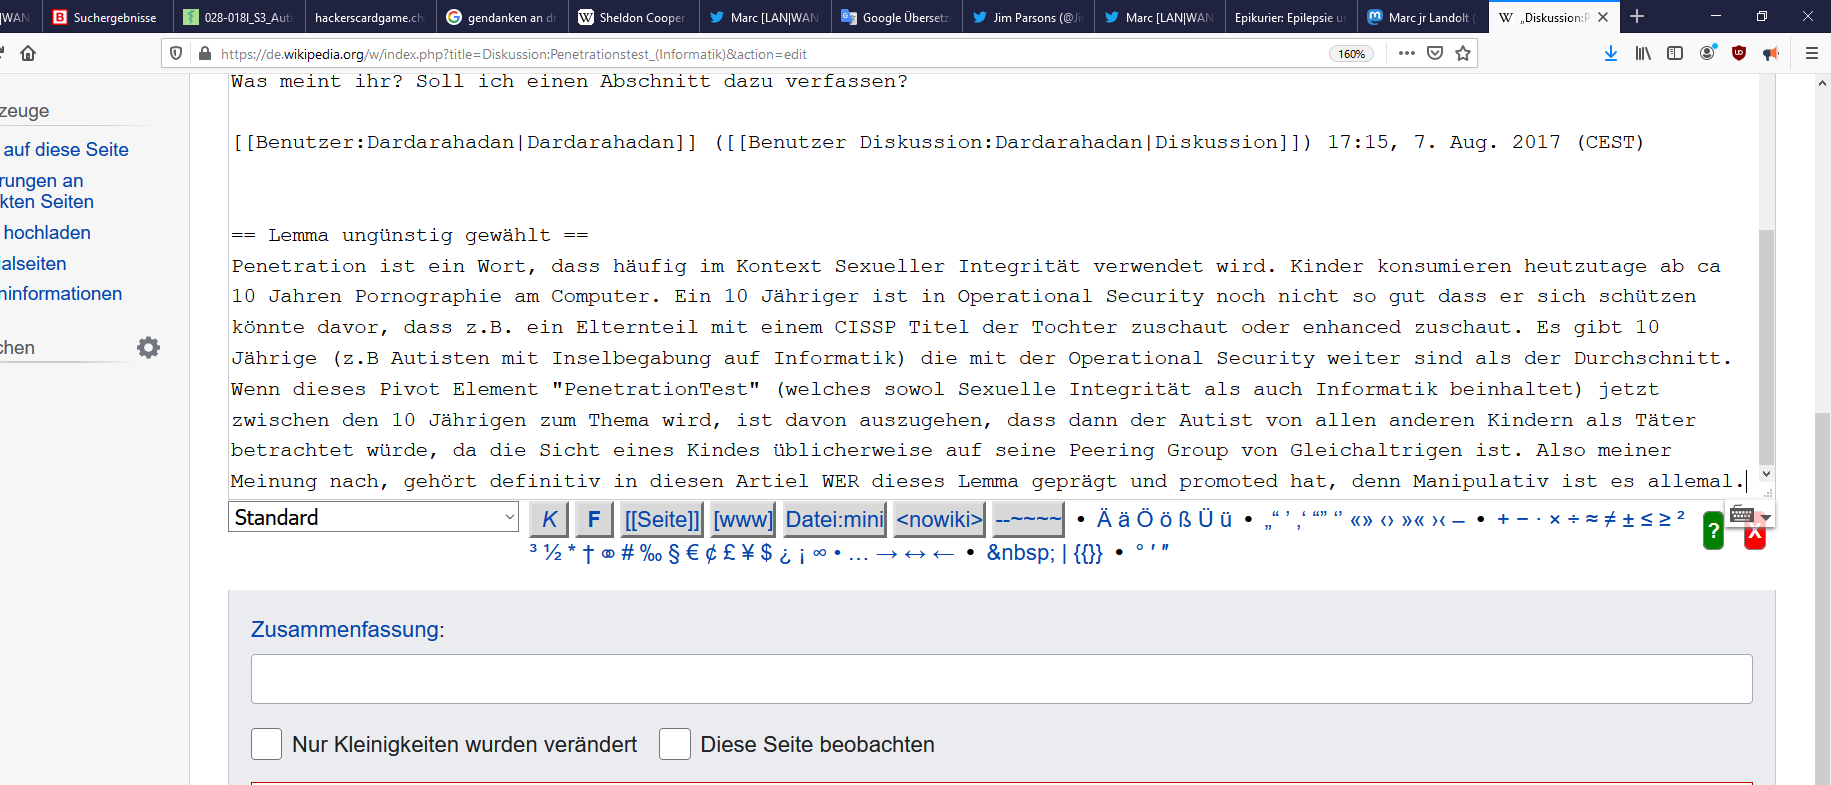 |WAN
Suchergebnisse
028-018l_S3_Auti
hackerscardgame.ch
gendanken an dr
Sheldon Cooper
Marc [LAN|WAN
Google Übersetz
Jim Parsons (@Ji
Marc [LAN|WAN
Epikurier: Epilepsie u
Marc jr Landolt (
„Diskussion:P
https://de.wikipedia.org/w/index.php?title=Diskussion:Penetrationstest_(Informatik)&action=edit
160%
zeuge
auf diese Seite
rungen an
kten Seiten
hochladen
ialseiten
ninformationen
chen
Was meint ihr? Soll ich einen Abschnitt dazu verfassen?
[[Benutzer:Dardarahadan|Dardarahadan]] ([[Benutzer Diskussion:Dardarahadan|Diskussion]]) 17:15, 7. Aug. 2017 (CEST)
== Lemma ungünstig gewählt ==
Penetration ist ein Wort, dass häufig im Kontext Sexueller Integrität verwendet wird. Kinder konsumieren heutzutage ab ca
10 Jahren Pornographie am Computer. Ein 10 Jähriger ist in Operational Security noch nicht so gut dass er sich schützen
könnte davor, dass z.B. ein Elternteil mit einem CISSP Titel der Tochter zuschaut oder enhanced zuschaut. Es gibt 10
Jährige (z.B Autisten mit Inselbegabung auf Informatik) die mit der Operational Security weiter sind als der Durchschnitt.
Wenn dieses Pivot Element "PenetrationTest" (welches sowol Sexuelle Integrität als auch Informatik beinhaltet) jetzt
zwischen den 10 Jährigen zum Thema wird, ist davon auszugehen, dass dann der Autist von allen anderen Kindern als Täter
betrachtet würde, da die Sicht eines Kindes üblicherweise auf seine Peering Group von Gleichaltrigen ist. Also meiner
Meinung nach, gehört definitiv in diesen Artiel WER dieses Lemma geprägt und promoted hat, denn Manipulativ ist es allemal.
Standard
K F [[Seite]] [www] Datei:mini <nowiki> --~~~~ • Ä ä Ö ö ß Ü ü • „“ ’ ‚‘ “” ‘’ «» ‹› »« ›‹ – • + − · × ÷ ≈ ≠ ± ≤ ≥ ²
³ ½ * † ⚭ # ‰ § € ¢ £ ¥ $ ¿ ¡ ∞ • … → ↔ ← • &nbsp; | {{}} • ° ′ ″
? X
Zusammenfassung:
Nur Kleinigkeiten wurden verändert
Diese Seite beobachten